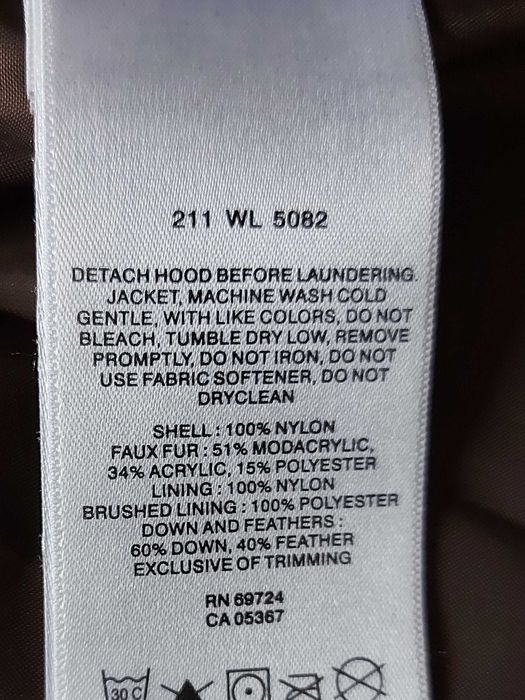 211 WL 5082
DETACH HOOD BEFORE LAUNDERING.
JACKET, MACHINE WASH COLD
GENTLE, WITH LIKE COLORS, DO NOT
BLEACH, TUMBLE DRY LOW, REMOVE
PROMPTLY, DO NOT IRON, DO NOT
USE FABRIC SOFTENER, DO NOT
DRYCLEAN
SHELL : 100% NYLON
FAUX FUR : 51% MODACRYLIC,
34% ACRYLIC, 15% POLYESTER
LINING : 100% NYLON
BRUSHED LINING : 100% POLYESTER
DOWN AND FEATHERS :
60% DOWN, 40% FEATHER
EXCLUSIVE OF TRIMMING
RN 69724
CA 05367
30 C